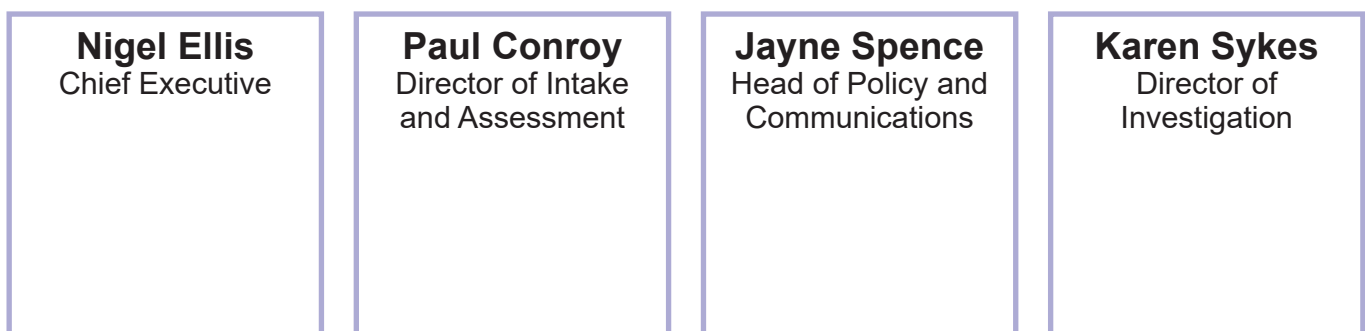 Nigel Ellis
Chief Executive
Paul Conroy
Director of Intake
and Assessment
Jayne Spence
Head of Policy and
Communications
Karen Sykes
Director of
Investigation